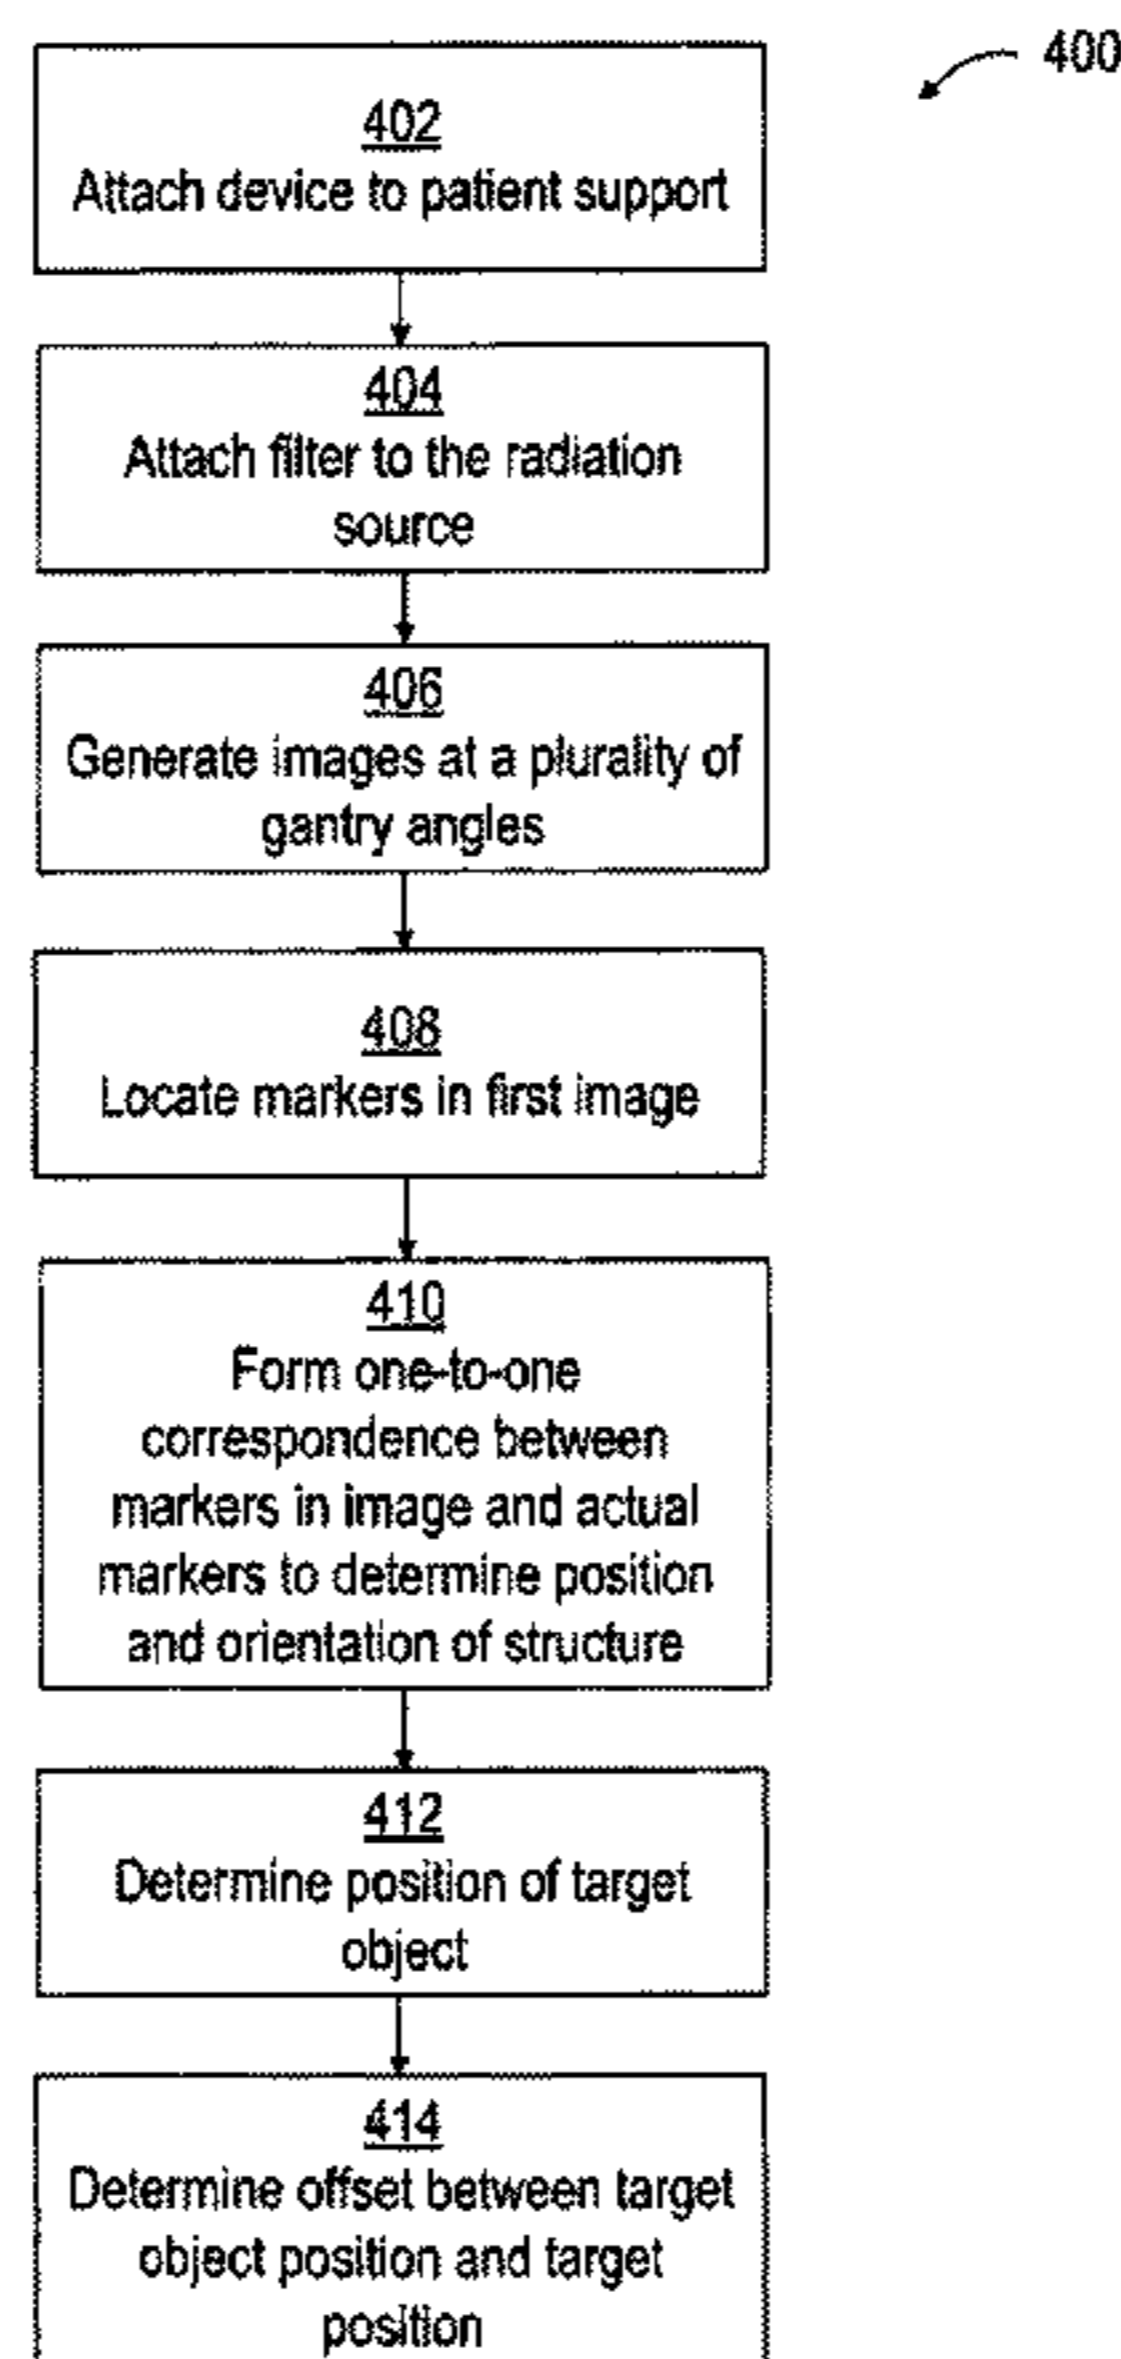 400
402
Attach device to patient support
404
Attach filter to the radiation
source
406
Generate images at a plurality of
gantry angles
408
Locate markers in first image
410
Form one-to-one
correspondence between
markers in image and actual
markers to determine position
and orientation of structure
412
Determine position of target
object
414
Determine offset between target
object position and target
position